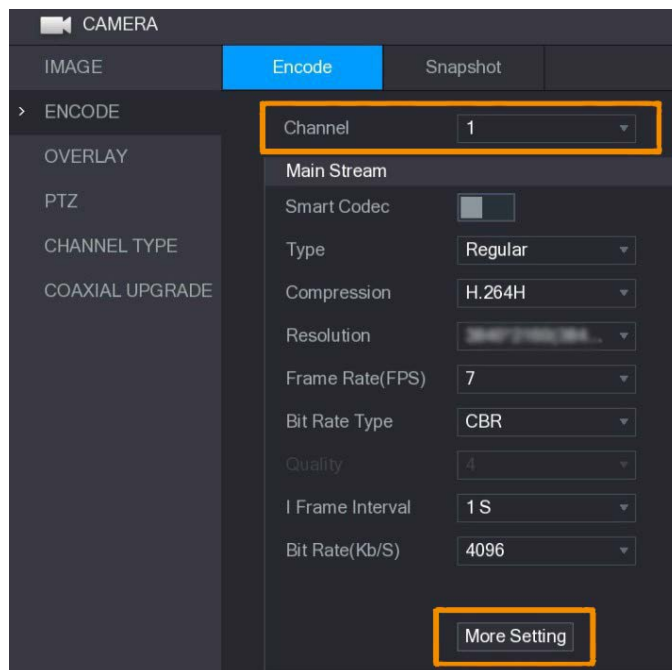 CAMERA
IMAGE
Encode
Snapshot
ENCODE
Channel 1
OVERLAY
Main Stream
PTZ
Smart Codec
CHANNEL TYPE
Type Regular
COAXIAL UPGRADE
Compression H.264H
Resolution
Frame Rate(FPS) 7
Bit Rate Type CBR
Quality 4
I Frame Interval 1 S
Bit Rate(Kb/S) 4096
More Setting